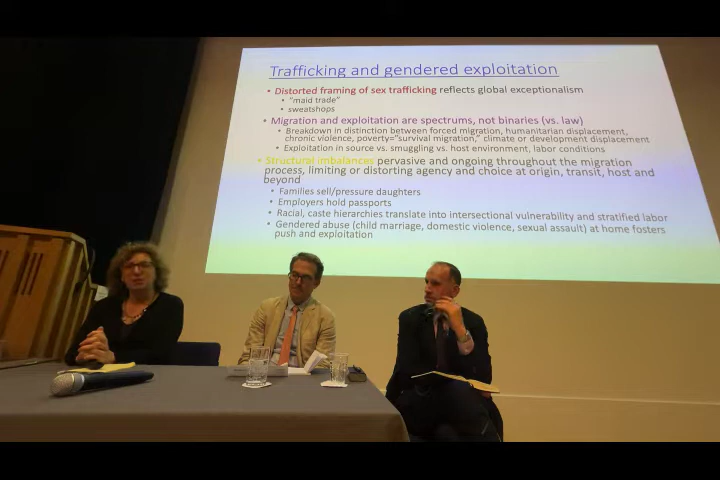 Trafficking and gendered exploitation
• Distorted framing of sex trafficking reflects global exceptionalism
• "maid trade"
• sweatshops
• Migration and exploitation are spectrums, not binaries (vs. law)
• Breakdown in distinction between forced migration, humanitarian displacement,
chronic violence, poverty="survival migration," climate or development displacement
• Exploitation in source vs. smuggling vs. host environment, labor conditions
• Structural imbalances pervasive and ongoing throughout the migration
process, limiting or distorting agency and choice at origin, transit, host and
beyond
• Families sell/pressure daughters
• Employers hold passports
• Racial, caste hierarchies translate into intersectional vulnerability and stratified labor
• Gendered abuse (child marriage, domestic violence, sexual assault) at home fosters
push and exploitation